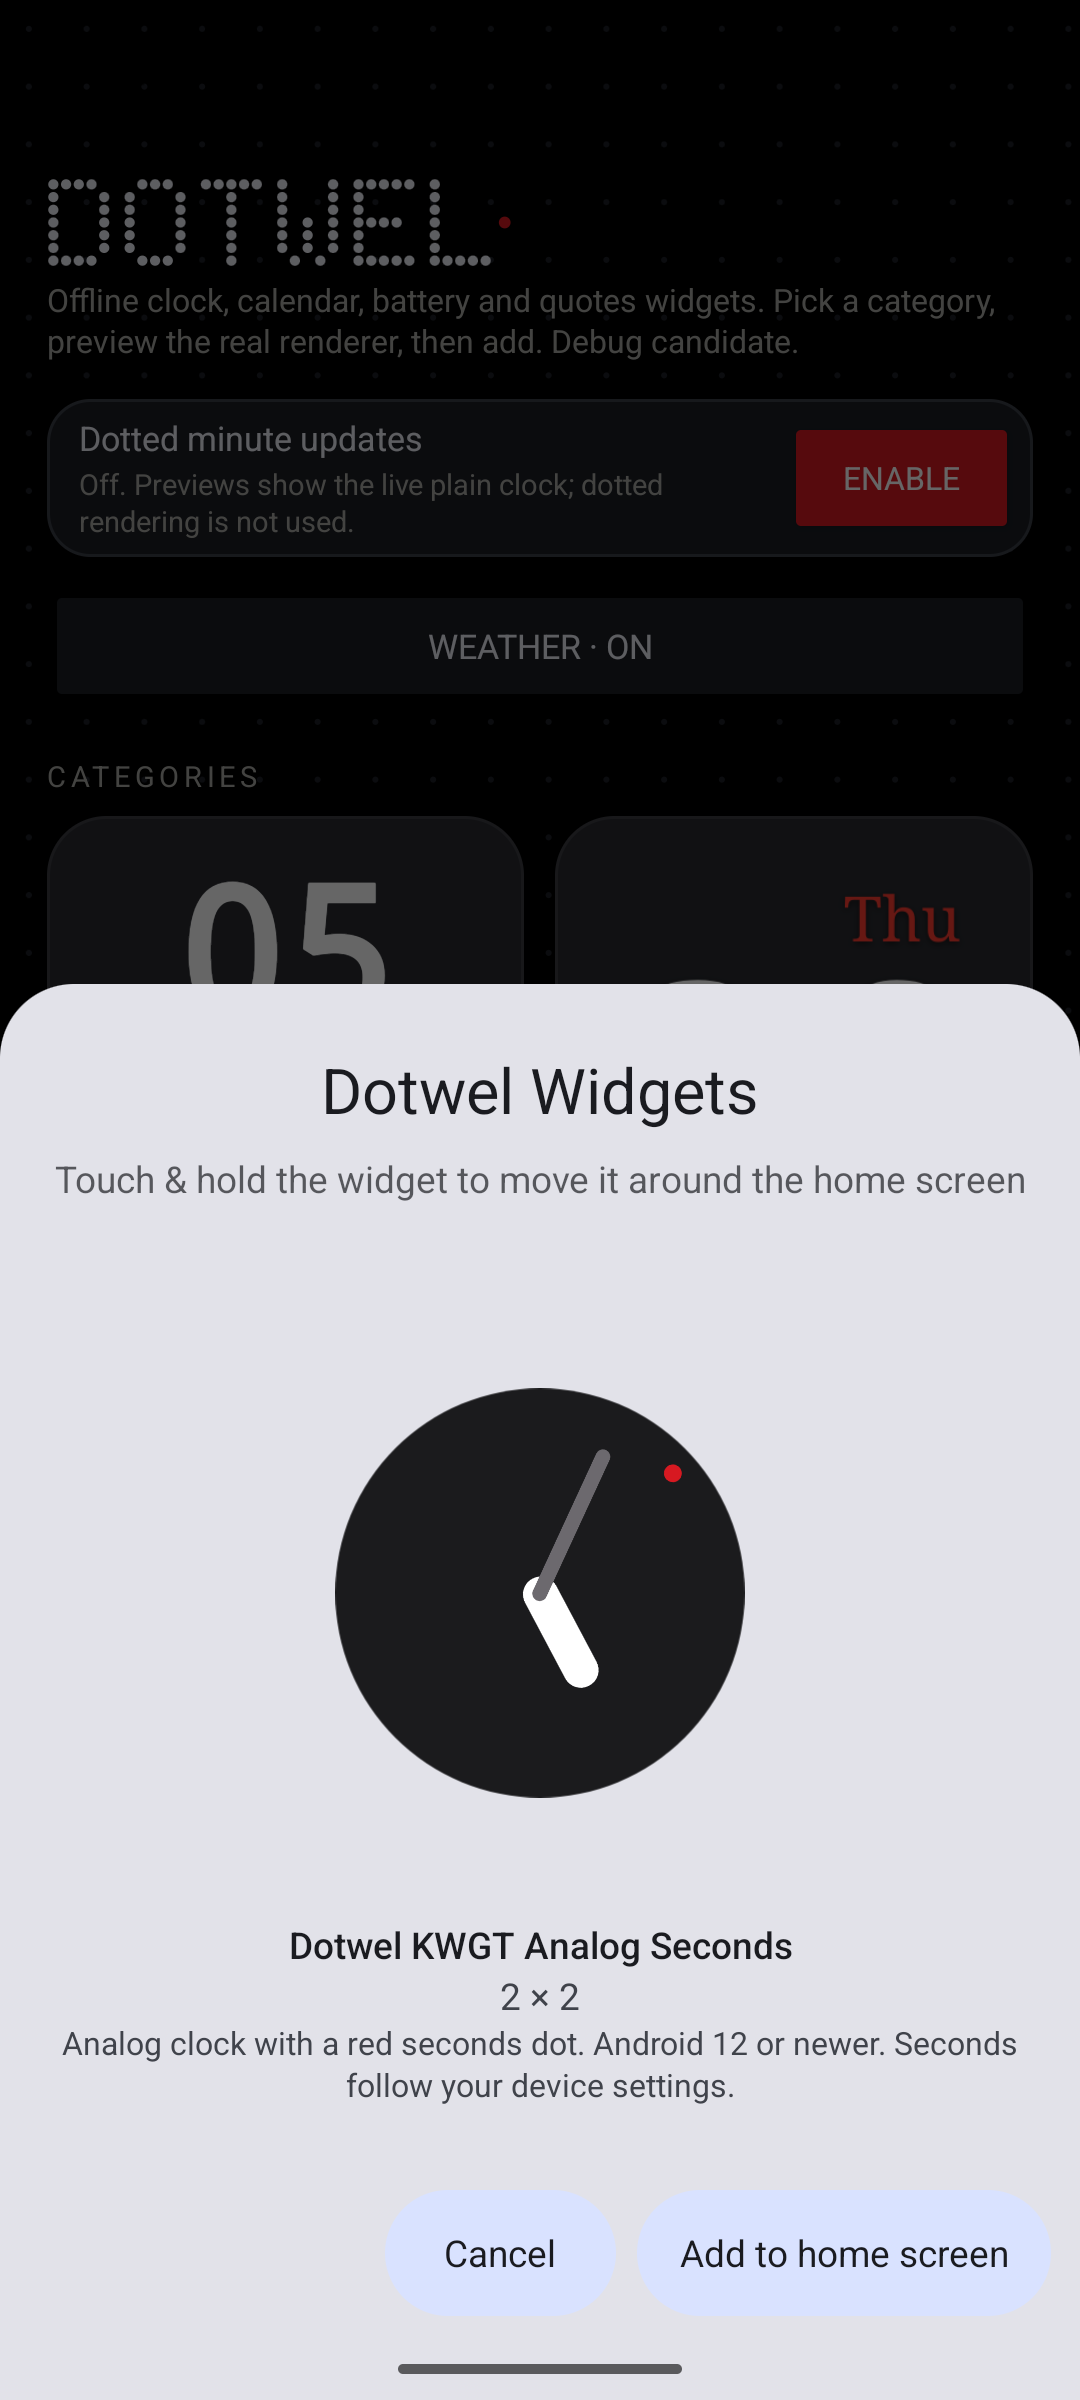 DOTWEL
Offline clock, calendar, battery and quotes widgets. Pick a category,
preview the real renderer, then add. Debug candidate.
Dotted minute updates
Off. Previews show the live plain clock; dotted
rendering is not used.
ENABLE
WEATHER · ON
CATEGORIES
05
Thu
Dotwel Widgets
Touch & hold the widget to move it around the home screen
Dotwel KWGT Analog Seconds
2 × 2
Analog clock with a red seconds dot. Android 12 or newer. Seconds
follow your device settings.
Cancel
Add to home screen